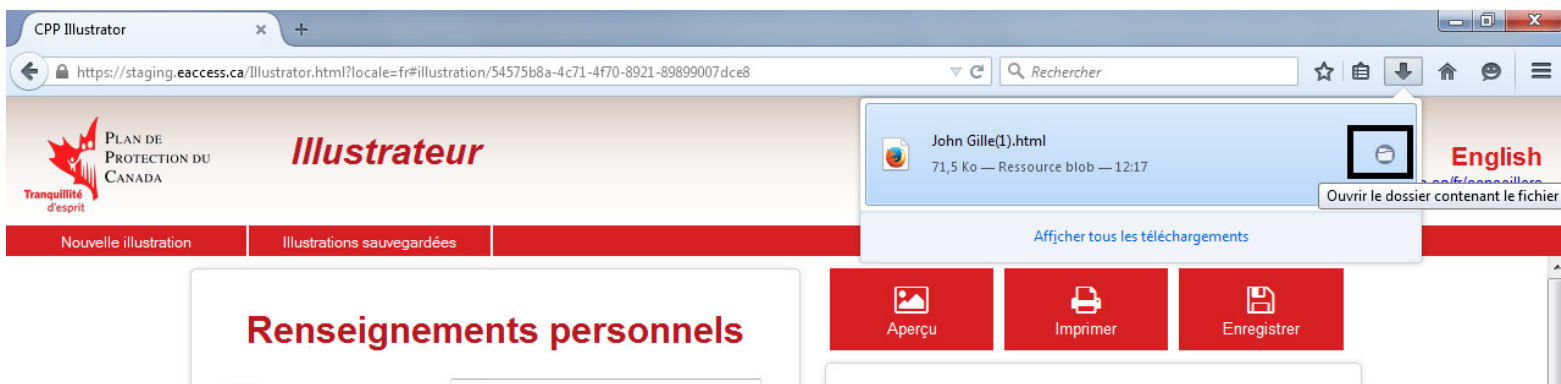 CPP Illustrator
https://staging.eaccess.ca/Illustrator.html?locale=fr#illustration/54575b8a-4c71-4f70-8921-89899007dce8
Rechercher
PLAN DE
PROTECTION DU
CANADA
Tranquillité
d'esprit
Illustrateur
John Gille(1).html
71,5 Ko — Ressource blob — 12:17
English
Ouvrir le dossier contenant le fichier
Afficher tous les téléchargements
Nouvelle illustration
Illustrations sauvegardées
Renseignements personnels
Aperçu
Imprimer
Enregistrer